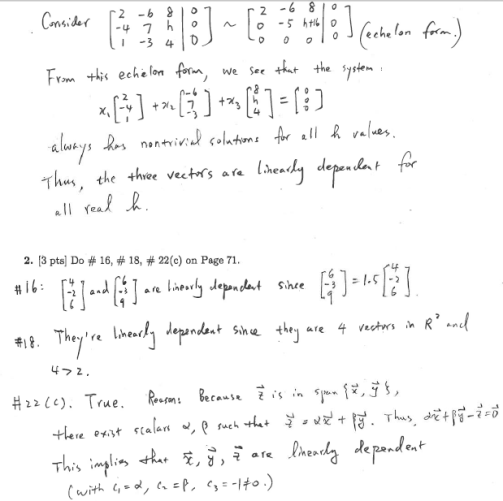 Consider [2 -6 8 | 0; -4 7 h | 0; 1 -3 4 | 0] ~ [2 -6 8 | 0; 0 -5 h+16 | 0; 0 0 0 | 0] (echelon form.)
From this echelon form, we see that the system:
x₁[2; -4; 1] + x₂[-6; 7; -3] + x₃[8; h; 4] = [0; 0; 0]
always has nontrivial solutions for all h values.
Thus, the three vectors are linearly dependent for
all real h.
2. [3 pts] Do # 16, # 18, # 22(c) on Page 71.
#16: [4; -2; 6] and [6; -3; 9] are linearly dependent since [6; -3; 9] = 1.5[4; -2; 6].
#18. They're linearly dependent since they are 4 vectors in R² and
4>2.
#22(c). True. Reasons: Because z⃗ is in span{x⃗, y⃗},
there exist scalars α, β such that z⃗ = αx⃗ + βy⃗. Thus, αx⃗+βy⃗-z⃗=0⃗
This implies that x⃗, y⃗, z⃗ are linearly dependent
(with c₁=α, c₂=β, c₃=-1≠0.)